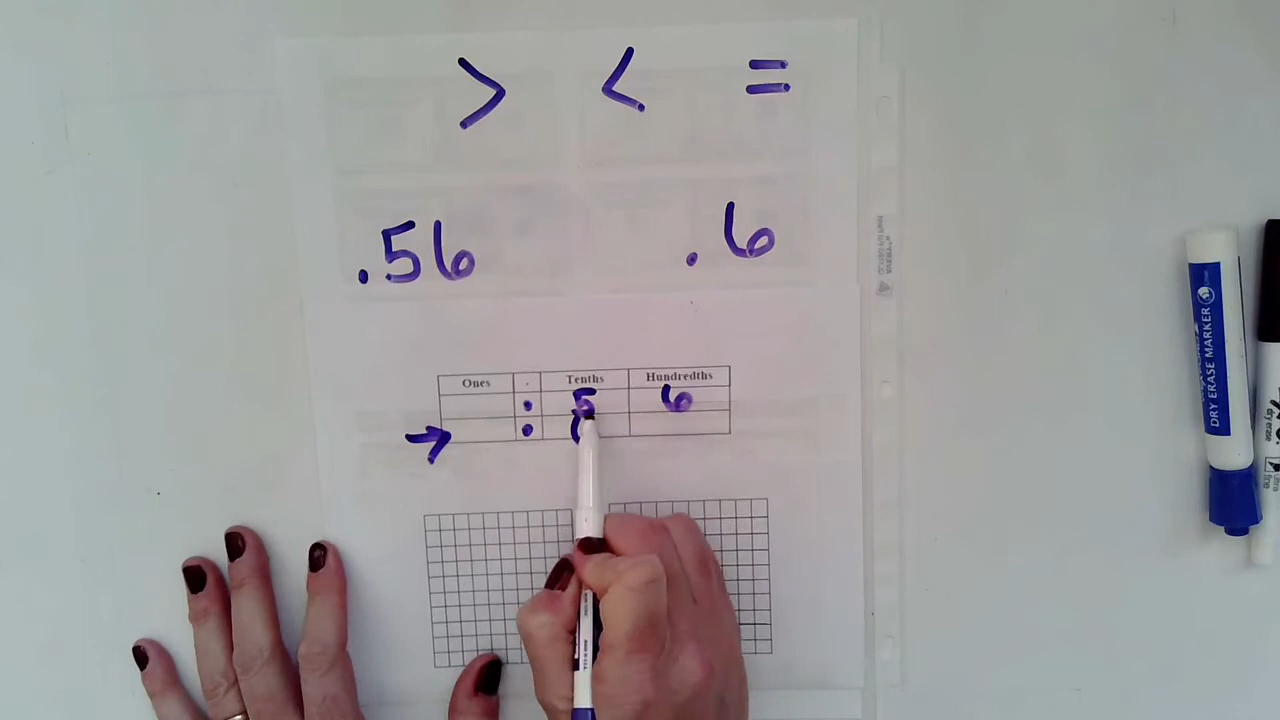 > < =
.56 .6
Ones . Tenths Hundredths
. 5 6
→ .
DRY ERASE MARKER